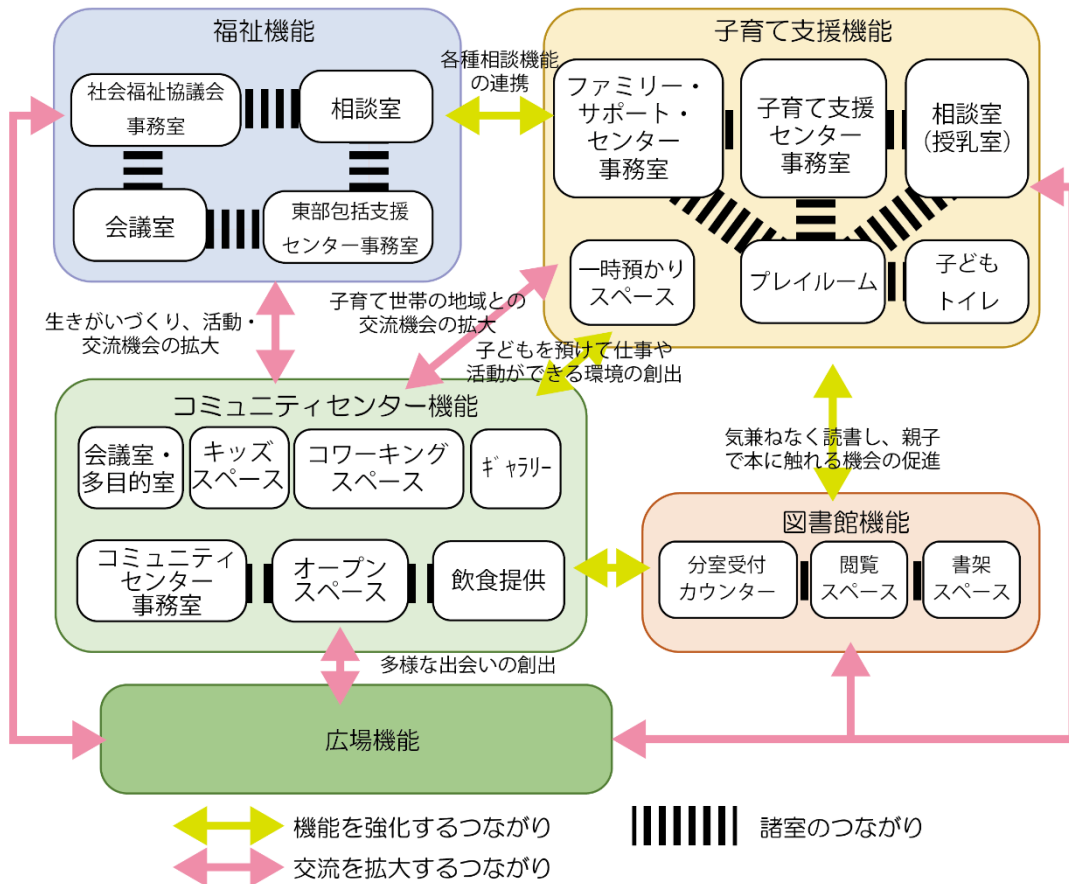 福祉機能
社会福祉協議会
事務室
相談室
会議室
東部包括支援
センター事務室
各種相談機能
の連携
子育て支援機能
ファミリー・
サポート・
センター
事務室
子育て支援
センター
事務室
相談室
（授乳室）
一時預かり
スペース
プレイルーム
子ども
トイレ
生きがいづくり、活動・
交流機会の拡大
子育て世帯の地域との
交流機会の拡大
子どもを預けて仕事や
活動ができる環境の創出
気兼ねなく読書し、親子
で本に触れる機会の促進
コミュニティセンター機能
会議室・
多目的室
キッズ
スペース
コワーキング
スペース
ｷﾞｬﾗﾘｰ
コミュニティ
センター
事務室
オープン
スペース
飲食提供
図書館機能
分室受付
カウンター
閲覧
スペース
書架
スペース
多様な出会いの創出
広場機能
機能を強化するつながり
諸室のつながり
交流を拡大するつながり